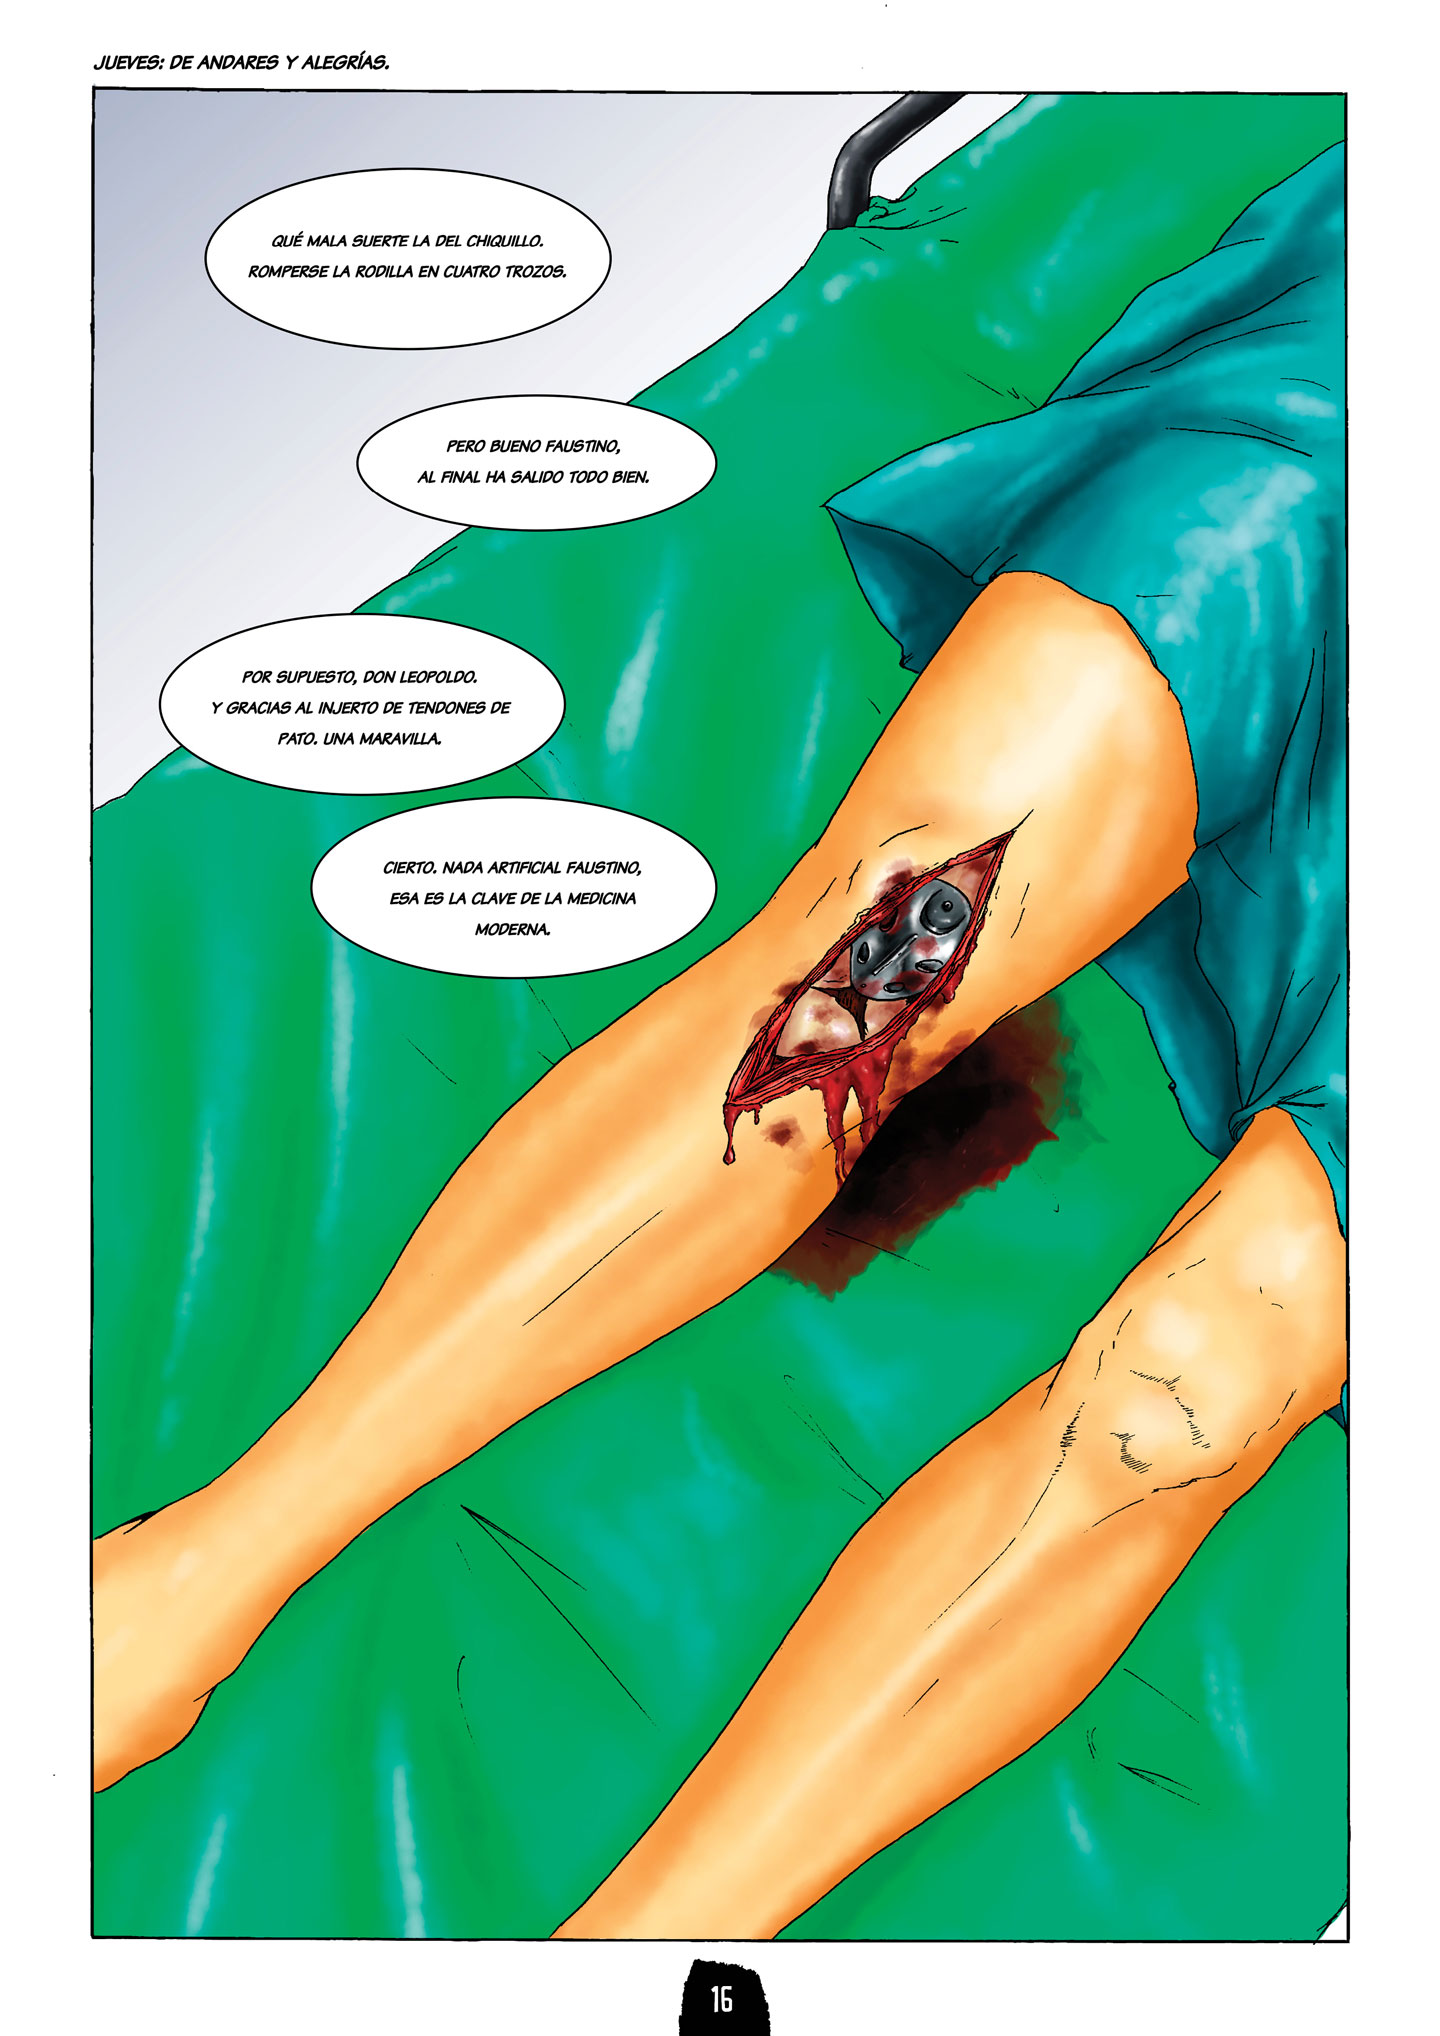 JUEVES: DE ANDARES Y ALEGRÍAS.
QUÉ MALA SUERTE LA DEL CHIQUILLO.
ROMPERSE LA RODILLA EN CUATRO TROZOS.
PERO BUENO FAUSTINO,
AL FINAL HA SALIDO TODO BIEN.
POR SUPUESTO, DON LEOPOLDO.
Y GRACIAS AL INJERTO DE TENDONES DE
PATO. UNA MARAVILLA.
CIERTO. NADA ARTIFICIAL FAUSTINO,
ESA ES LA CLAVE DE LA MEDICINA
MODERNA.
16